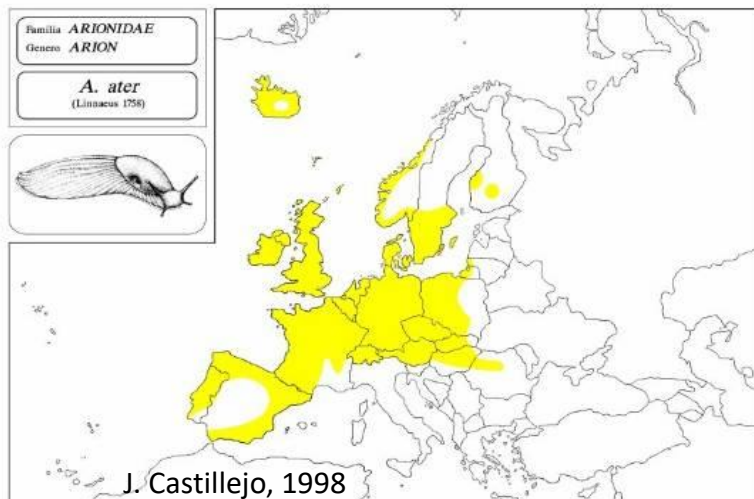 Familia ARIONIDAE
Genero ARION
A. ater
(Linnaeus 1758)
J. Castillejo, 1998